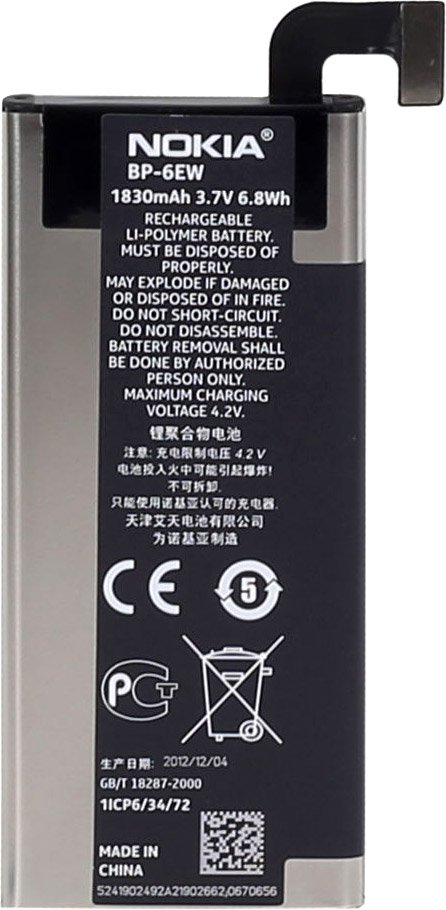 NOKIA®
BP-6EW
1830mAh 3.7V 6.8Wh
RECHARGEABLE
LI-POLYMER BATTERY.
MUST BE DISPOSED OF
PROPERLY.
MAY EXPLODE IF DAMAGED
OR DISPOSED OF IN FIRE.
DO NOT SHORT-CIRCUIT.
DO NOT DISASSEMBLE.
BATTERY REMOVAL SHALL
BE DONE BY AUTHORIZED
PERSON ONLY.
MAXIMUM CHARGING
VOLTAGE 4.2V.
锂聚合物电池
注意: 充电限制电压 4.2 V
电池投入火中可能引起爆炸!
不可拆卸.
只能使用诺基亚认可的充电器.
天津艾天电池有限公司
为诺基亚制造
CE 5
PCT
生产日期: 2012/12/04
GB/T 18287-2000
1ICP6/34/72
MADE IN
CHINA
5241902492A21902662,0670656